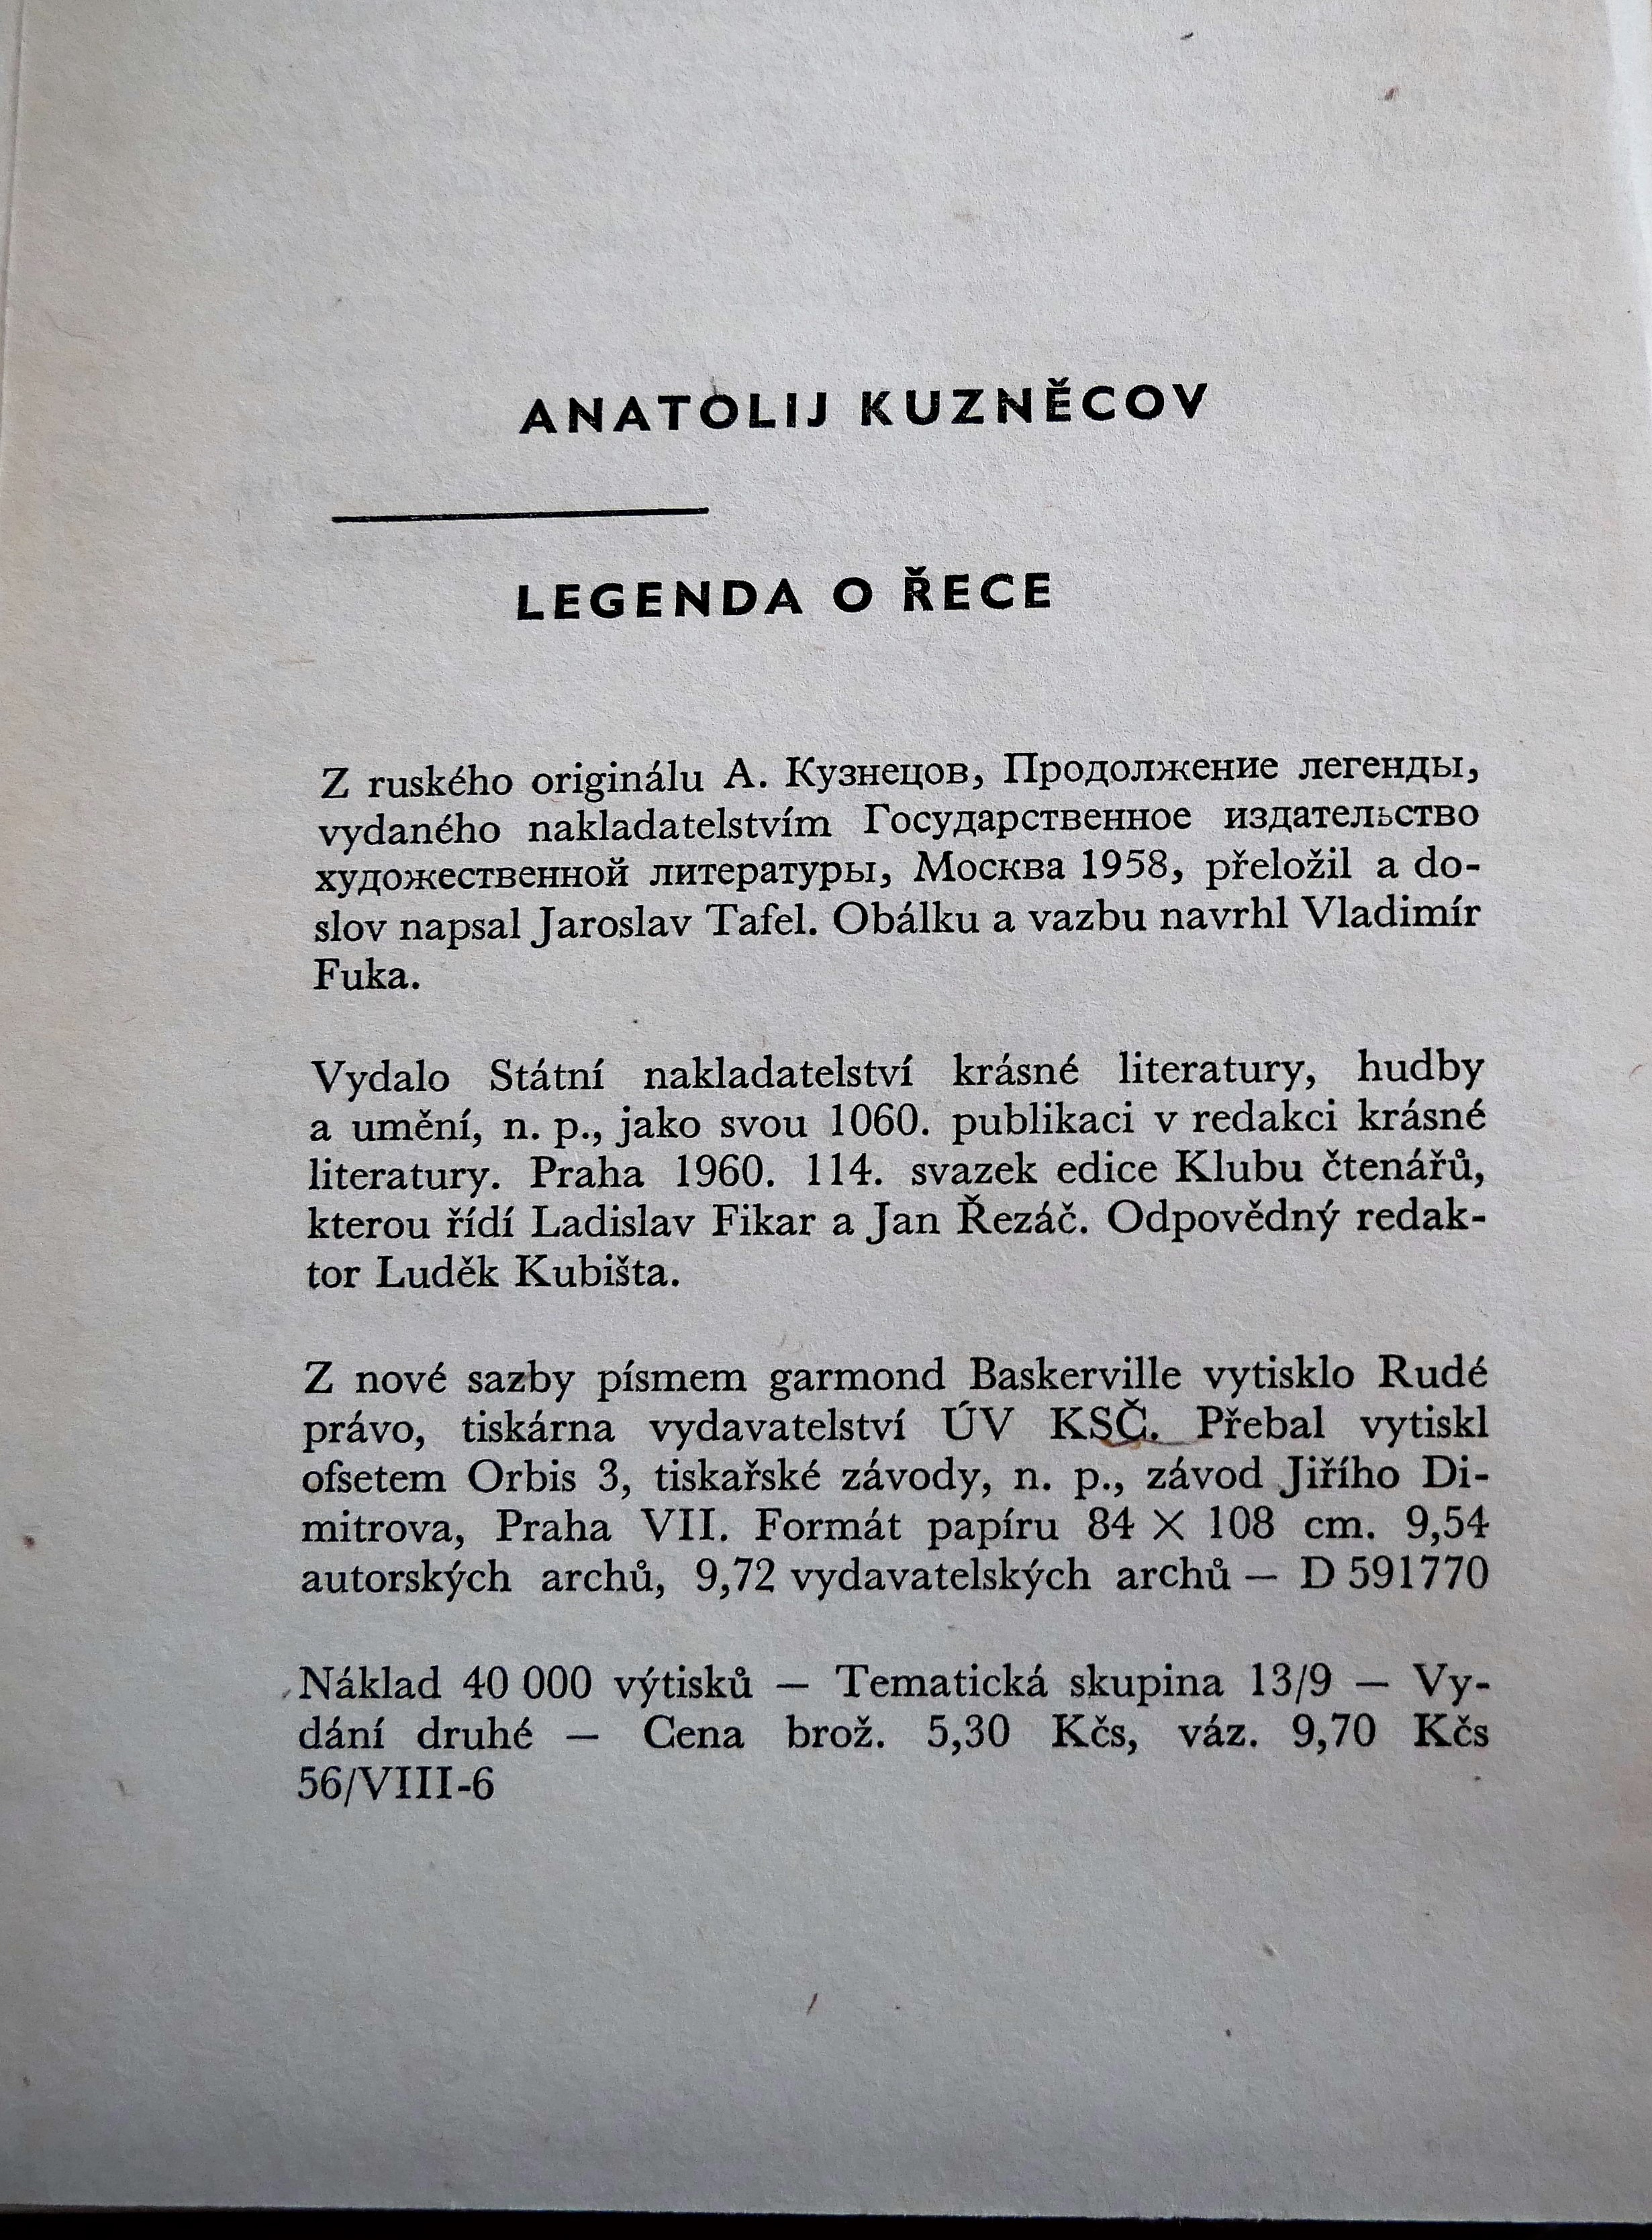 ANATOLIJ KUZNĚCOV
LEGENDA O ŘECE
Z ruského originálu А. Кузнецов, Продолжение легенды,
vydaného nakladatelstvím Государственное издательство
художественной литературы, Москва 1958, přeložil a do-
slov napsal Jaroslav Tafel. Obálku a vazbu navrhl Vladimír
Fuka.
Vydalo Státní nakladatelství krásné literatury, hudby
a umění, n. p., jako svou 1060. publikaci v redakci krásné
literatury. Praha 1960. 114. svazek edice Klubu čtenářů,
kterou řídí Ladislav Fikar a Jan Řezáč. Odpovědný redak-
tor Luděk Kubišta.
Z nové sazby písmem garmond Baskerville vytisklo Rudé
právo, tiskárna vydavatelství ÚV KSČ. Přebal vytiskl
ofsetem Orbis 3, tiskařské závody, n. p., závod Jiřího Di-
mitrova, Praha VII. Formát papíru 84 × 108 cm. 9,54
autorských archů, 9,72 vydavatelských archů — D 591770
Náklad 40 000 výtisků — Tematická skupina 13/9 — Vy-
dání druhé — Cena brož. 5,30 Kčs, váz. 9,70 Kčs
56/VIII-6